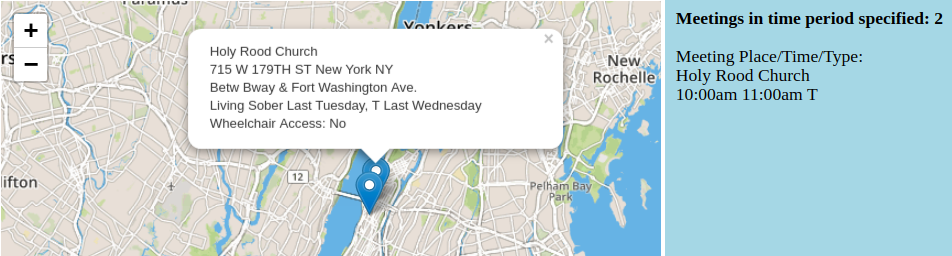 Paramus
+
−
Yonkers
Holy Rood Church
×
715 W 179TH ST New York NY
Betw Bway & Fort Washington Ave.
Living Sober Last Tuesday, T Last Wednesday
Wheelchair Access: No
New
Rochelle
12
lifton
Pelham Bay
Park
Meetings in time period specified: 2
Meeting Place/Time/Type:
Holy Rood Church
10:00am 11:00am T